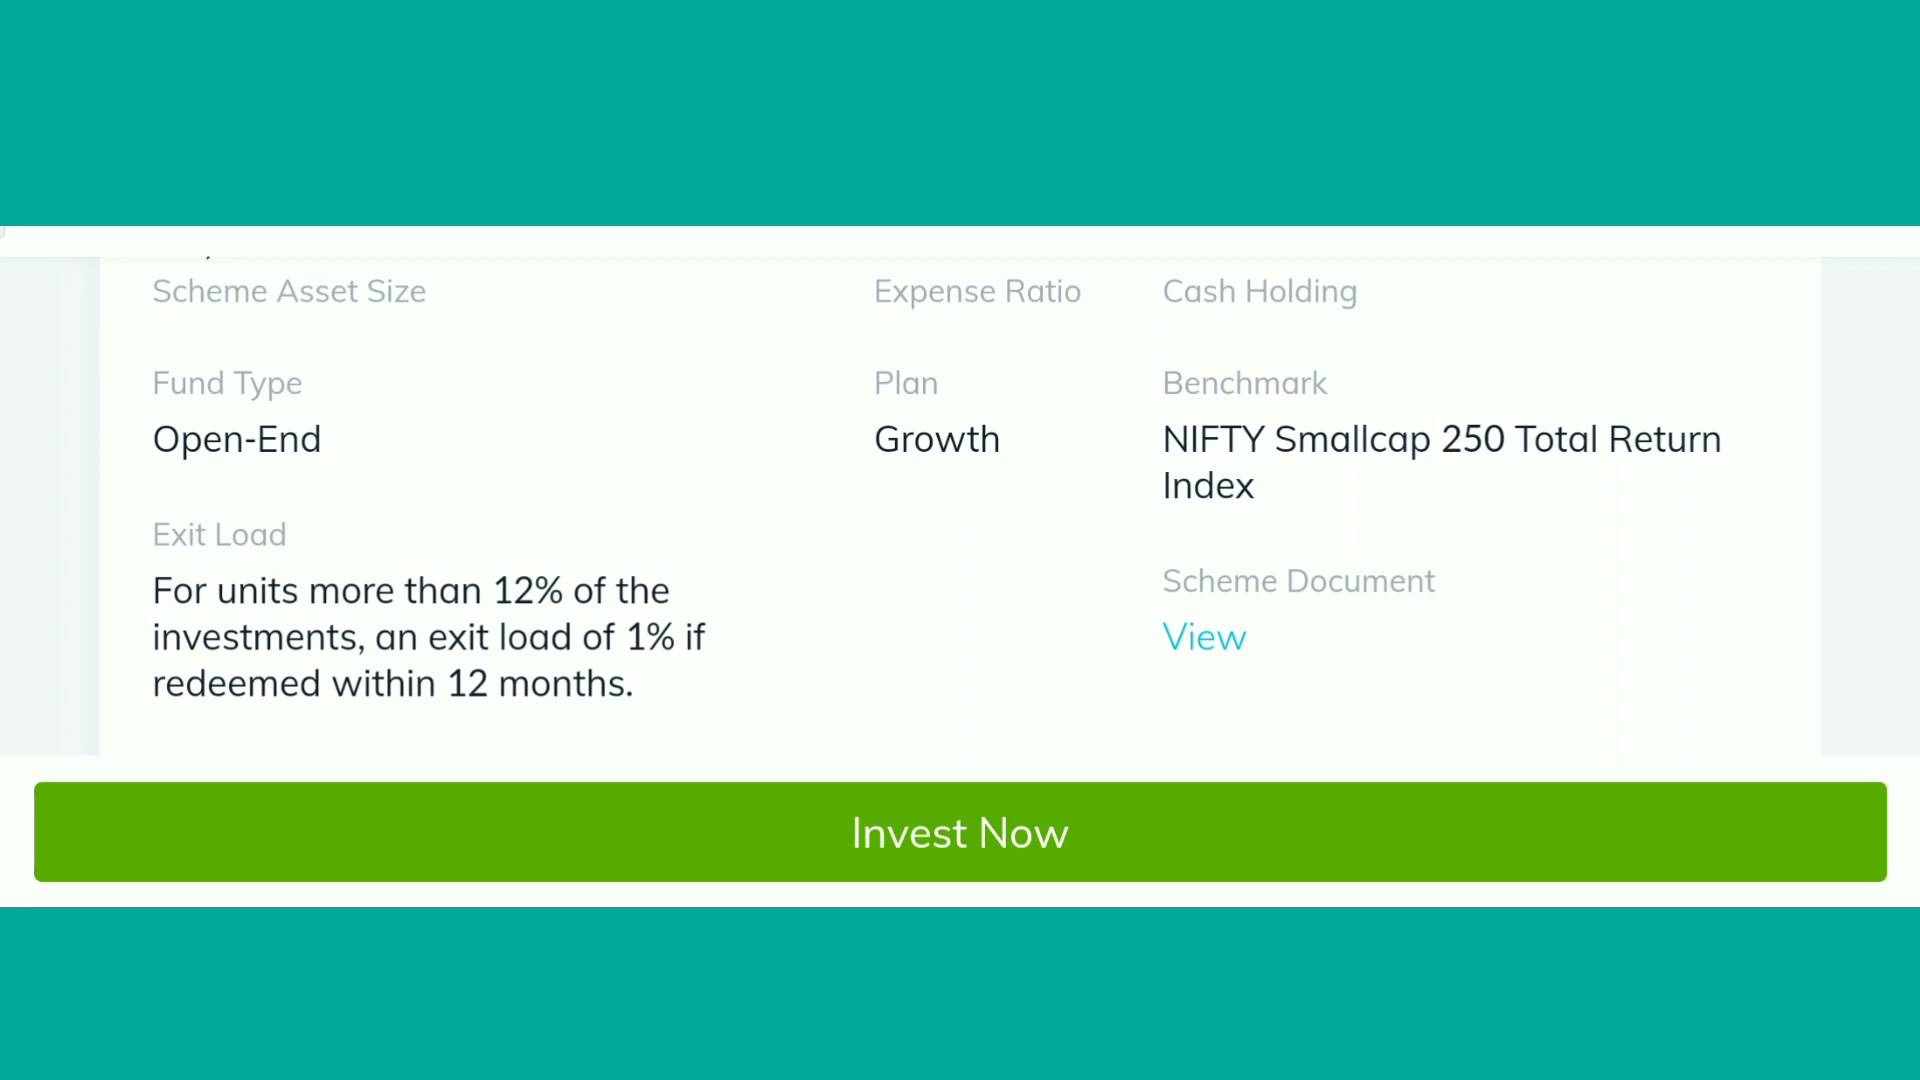 Scheme Asset Size
Expense Ratio
Cash Holding
Fund Type
Open-End
Plan
Growth
Benchmark
NIFTY Smallcap 250 Total Return
Index
Exit Load
For units more than 12% of the
investments, an exit load of 1% if
redeemed within 12 months.
Scheme Document
View
Invest Now